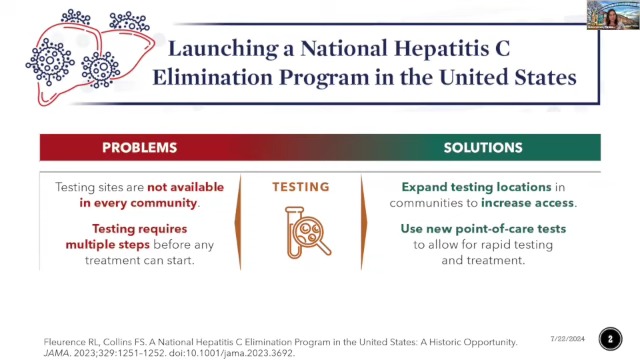 Launching a National Hepatitis C
Elimination Program in the United States
PROBLEMS
SOLUTIONS
Testing sites are not available
in every community.
Testing requires
multiple steps before any
treatment can start.
TESTING
Expand testing locations in
communities to increase access.
Use new point-of-care tests
to allow for rapid testing
and treatment.
Fleurence RL, Collins FS. A National Hepatitis C Elimination Program in the United States: A Historic Opportunity.
JAMA. 2023;329:1251–1252. doi:10.1001/jama.2023.3692.
7/22/2024
2